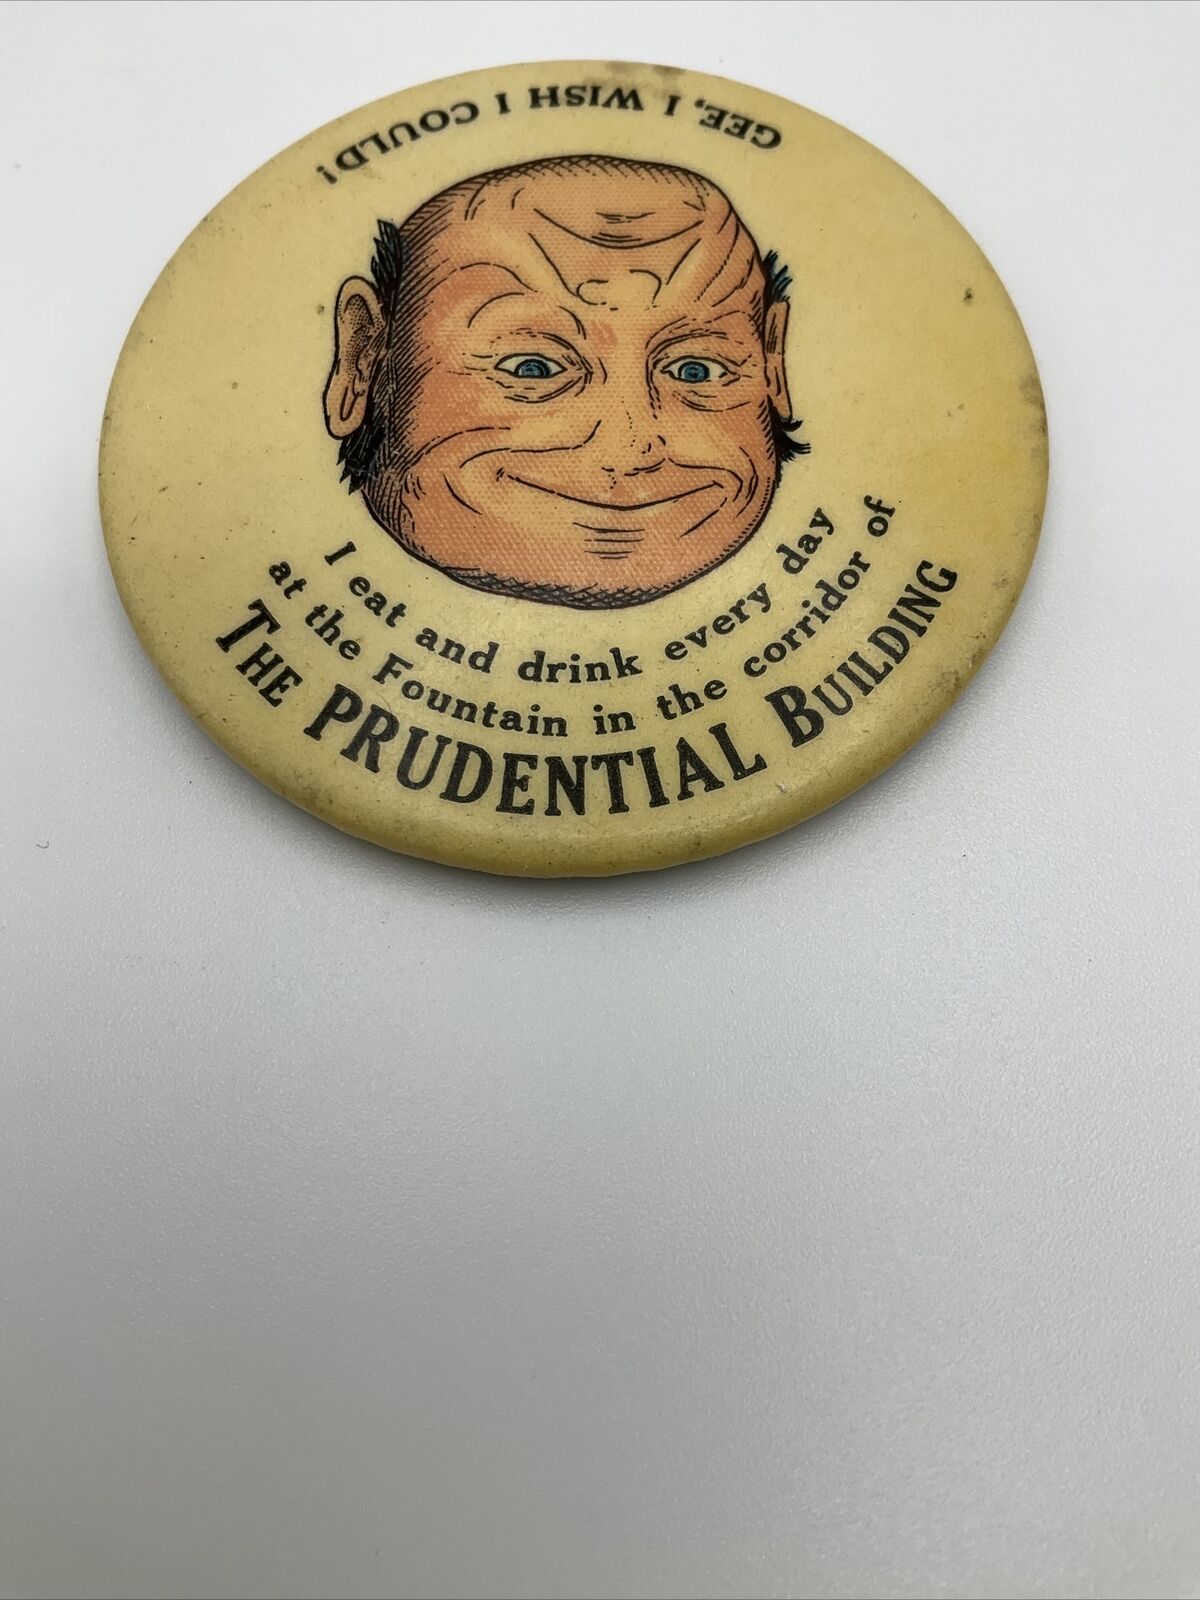 GEE, I WISH I COULD!
I eat and drink every day
at the Fountain in the corridor of
THE PRUDENTIAL BUILDING